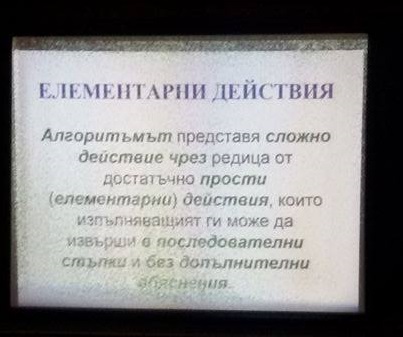 ЕЛЕМЕНТАРНИ ДЕЙСТВИЯ
Алгоритъмът представя сложно
действие чрез редица от
достатъчно прости
(елементарни) действия, които
изпълняващият ги може да
извърши в последователни
стъпки и без допълнителни
обяснения.